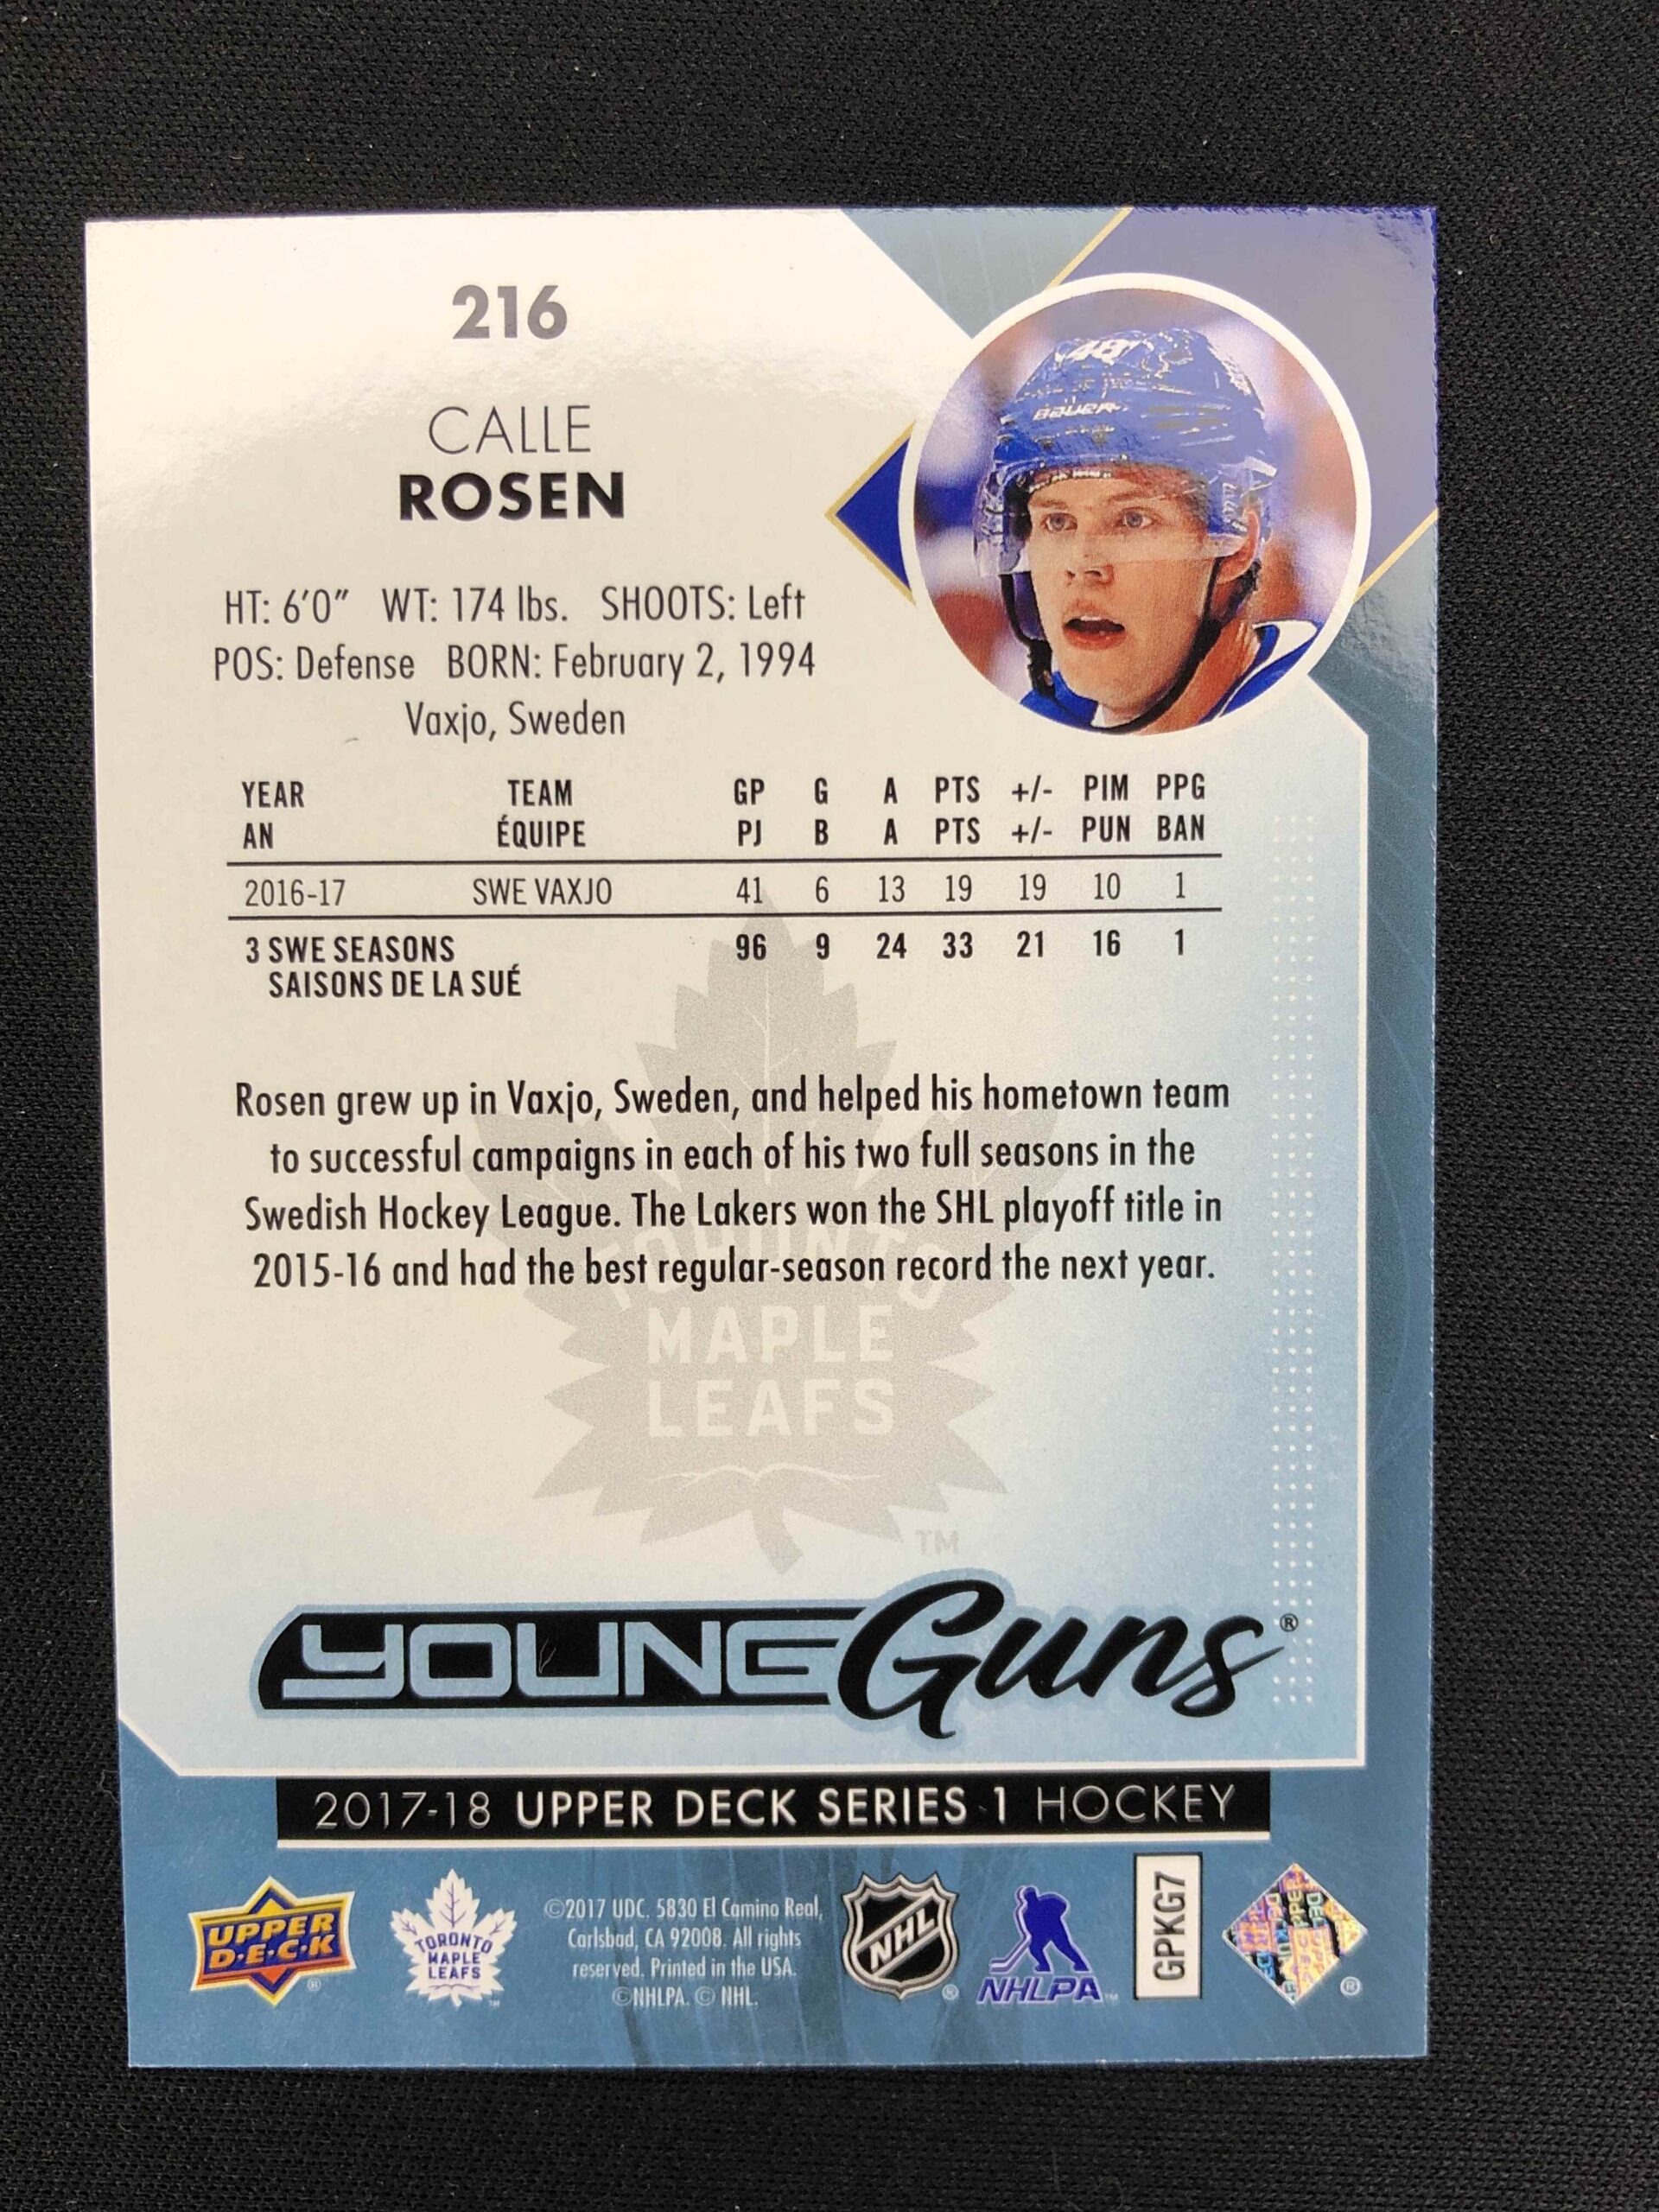 216
CALLE
ROSEN
48
BAUER
HT: 6'0" WT: 174 lbs. SHOOTS: Left
POS: Defense BORN: February 2, 1994
Vaxjo, Sweden
YEAR TEAM GP G A PTS +/- PIM PPG
AN ÉQUIPE PJ B A PTS +/- PUN BAN
2016-17 SWE VAXJO 41 6 13 19 19 10 1
3 SWE SEASONS 96 9 24 33 21 16 1
SAISONS DE LA SUÉ
Rosen grew up in Vaxjo, Sweden, and helped his hometown team
to successful campaigns in each of his two full seasons in the
Swedish Hockey League. The Lakers won the SHL playoff title in
2015-16 and had the best regular-season record the next year.
TORONTO
MAPLE
LEAFS
TM
YOUNG Guns®
2017-18 UPPER DECK SERIES 1 HOCKEY
UPPER
D•E•C•K
®
TORONTO
MAPLE
LEAFS
TM
©2017 UDC. 5830 El Camino Real,
Carlsbad, CA 92008. All rights
reserved. Printed in the USA.
©NHLPA. © NHL.
NHL
®
NHLPA™
GPKG7
®